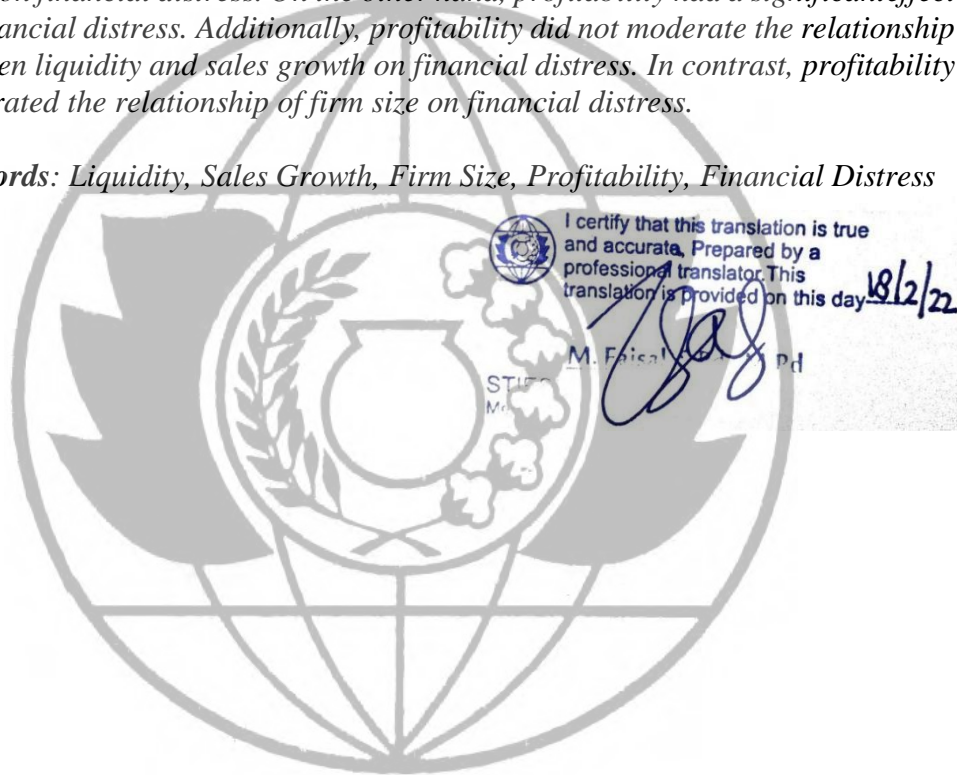 on financial distress. On the other hand, profitability had a significant effect
ancial distress. Additionally, profitability did not moderate the relationship
en liquidity and sales growth on financial distress. In contrast, profitability
rated the relationship of firm size on financial distress.
ords: Liquidity, Sales Growth, Firm Size, Profitability, Financial Distress
I certify that this translation is true
and accurate, Prepared by a
professional translator. This
translation is provided on this day 18/2/22
M. Faisal Pd